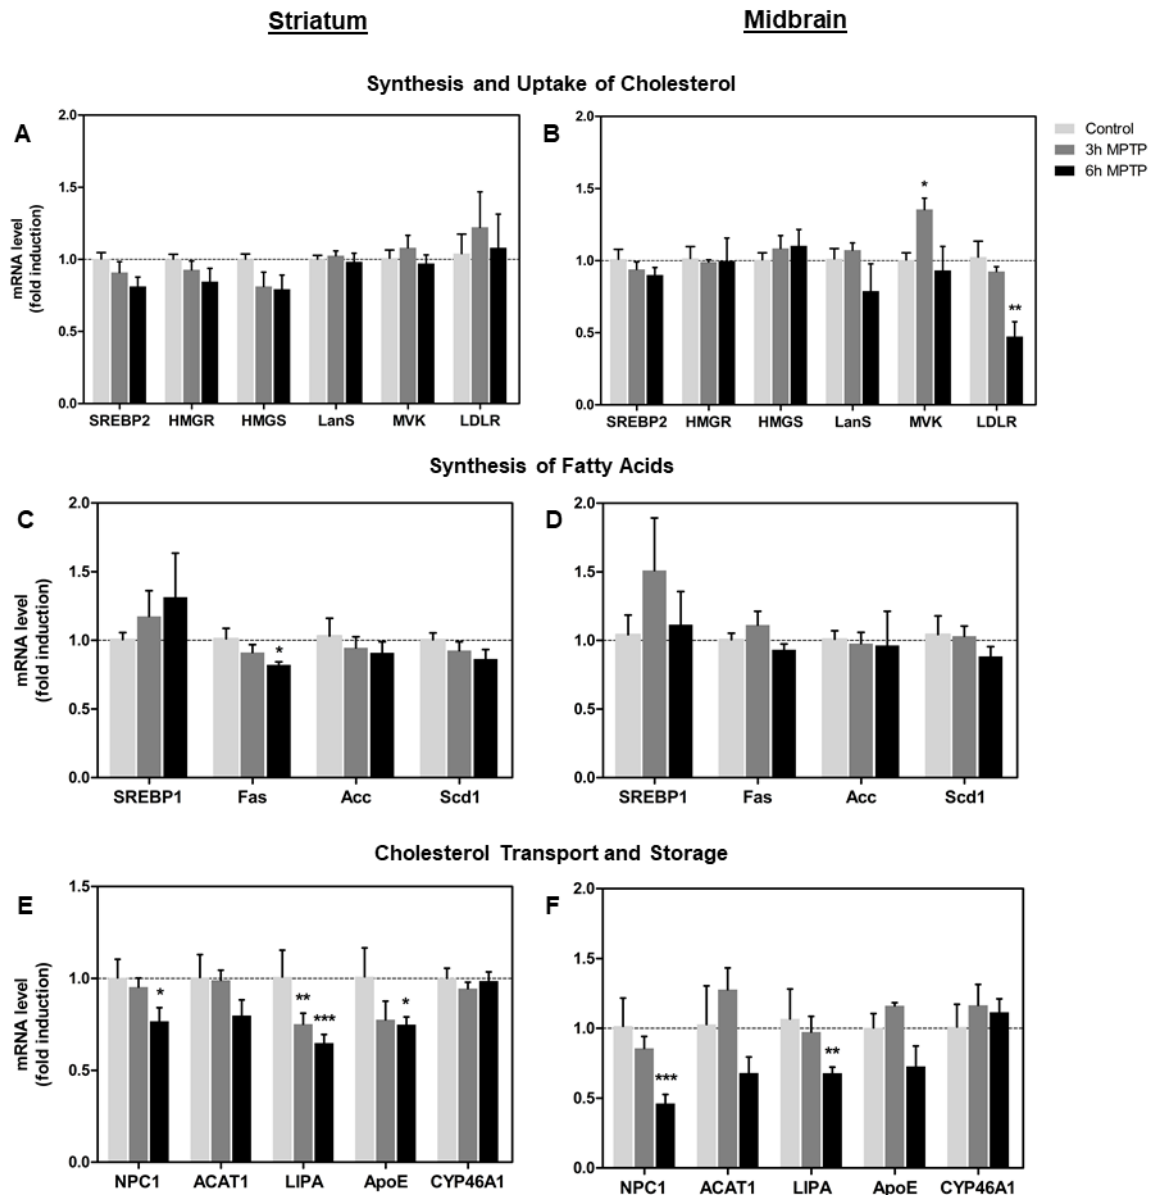 Striatum Midbrain
Synthesis and Uptake of Cholesterol
A B
Control
3h MPTP
6h MPTP
mRNA level
(fold induction)
2.0
1.5
1.0
0.5
0.0
SREBP2 HMGR HMGS LanS MVK LDLR
2.0
1.5
1.0
0.5
0.0
*
**
SREBP2 HMGR HMGS LanS MVK LDLR
Synthesis of Fatty Acids
C D
mRNA level
(fold induction)
2.0
1.5
1.0
0.5
0.0
*
SREBP1 Fas Acc Scd1
2.0
1.5
1.0
0.5
0.0
SREBP1 Fas Acc Scd1
Cholesterol Transport and Storage
E F
mRNA level
(fold induction)
1.5
1.0
0.5
0.0
* ** *** *
NPC1 ACAT1 LIPA ApoE CYP46A1
2.0
1.5
1.0
0.5
0.0
*** **
NPC1 ACAT1 LIPA ApoE CYP46A1